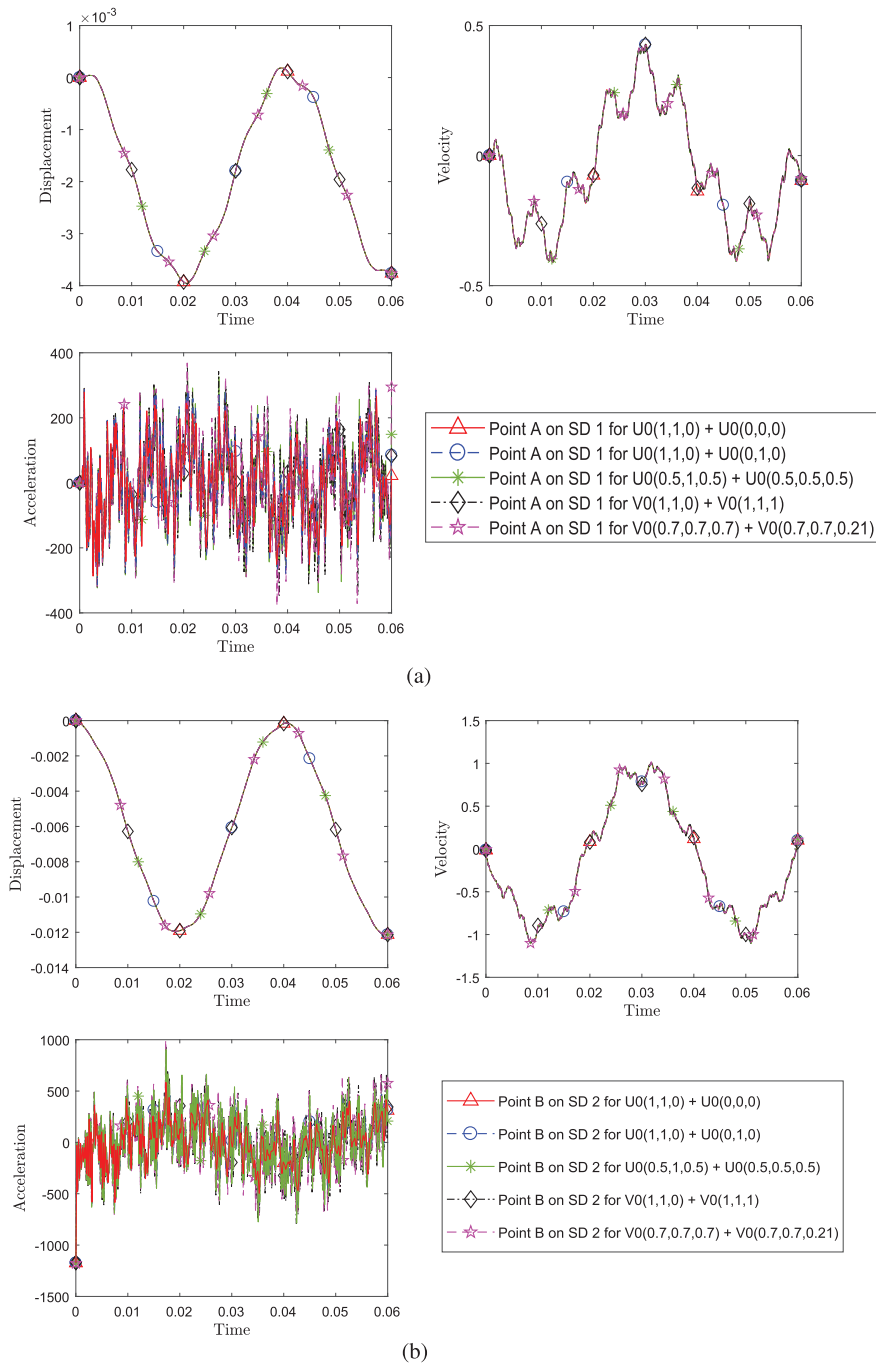 ×10⁻³
1
0
-1
-2
-3
-4
Displacement
0 0.01 0.02 0.03 0.04 0.05 0.06
Time
0.5
0
-0.5
Velocity
0 0.01 0.02 0.03 0.04 0.05 0.06
Time
400
200
0
-200
-400
Acceleration
0 0.01 0.02 0.03 0.04 0.05 0.06
Time
Point A on SD 1 for U0(1,1,0) + U0(0,0,0)
Point A on SD 1 for U0(1,1,0) + U0(0,1,0)
Point A on SD 1 for U0(0.5,1,0.5) + U0(0.5,0.5,0.5)
Point A on SD 1 for V0(1,1,0) + V0(1,1,1)
Point A on SD 1 for V0(0.7,0.7,0.7) + V0(0.7,0.7,0.21)
(a)
0
-0.002
-0.004
-0.006
-0.008
-0.01
-0.012
-0.014
Displacement
0 0.01 0.02 0.03 0.04 0.05 0.06
Time
1.5
1
0.5
0
-0.5
-1
-1.5
Velocity
0 0.01 0.02 0.03 0.04 0.05 0.06
Time
1000
500
0
-500
-1000
-1500
Acceleration
0 0.01 0.02 0.03 0.04 0.05 0.06
Time
Point B on SD 2 for U0(1,1,0) + U0(0,0,0)
Point B on SD 2 for U0(1,1,0) + U0(0,1,0)
Point B on SD 2 for U0(0.5,1,0.5) + U0(0.5,0.5,0.5)
Point B on SD 2 for V0(1,1,0) + V0(1,1,1)
Point B on SD 2 for V0(0.7,0.7,0.7) + V0(0.7,0.7,0.21)
(b)